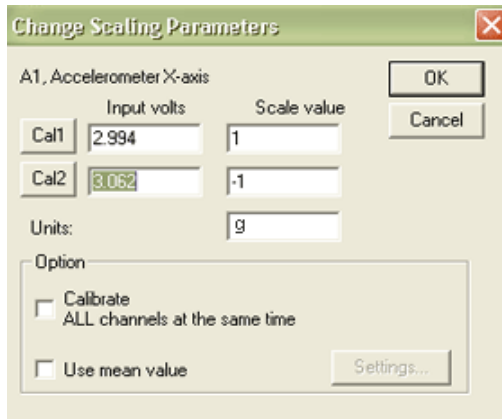 Change Scaling Parameters
A1, Accelerometer X-axis
OK
Input volts Scale value
Cancel
Cal1 2.994 1
Cal2 3.062 -1
Units: g
Option
Calibrate
ALL channels at the same time
Use mean value Settings...